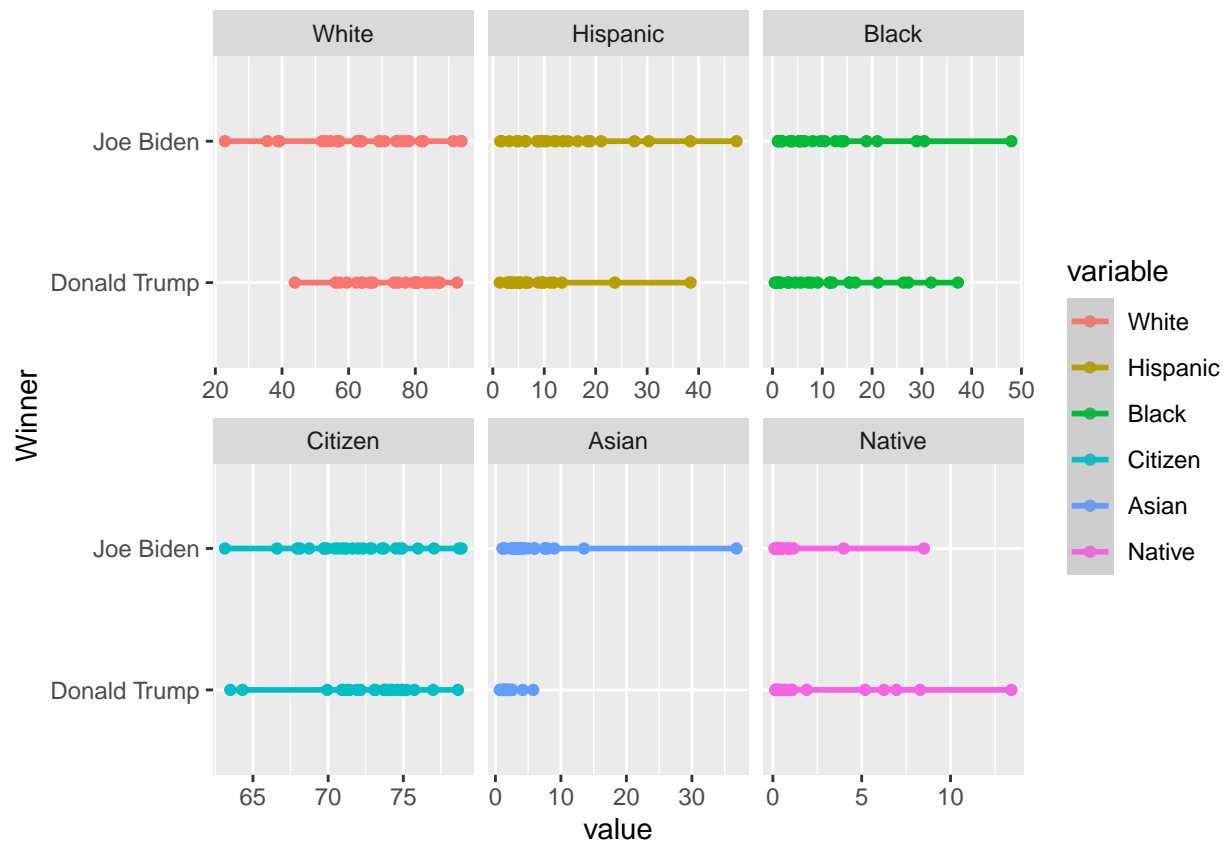 White Hispanic Black
Joe Biden
Donald Trump
20 40 60 80 0 10 20 30 40 0 10 20 30 40 50
Winner
Citizen Asian Native
Joe Biden
Donald Trump
65 70 75 0 10 20 30 0 5 10
value
variable
White
Hispanic
Black
Citizen
Asian
Native